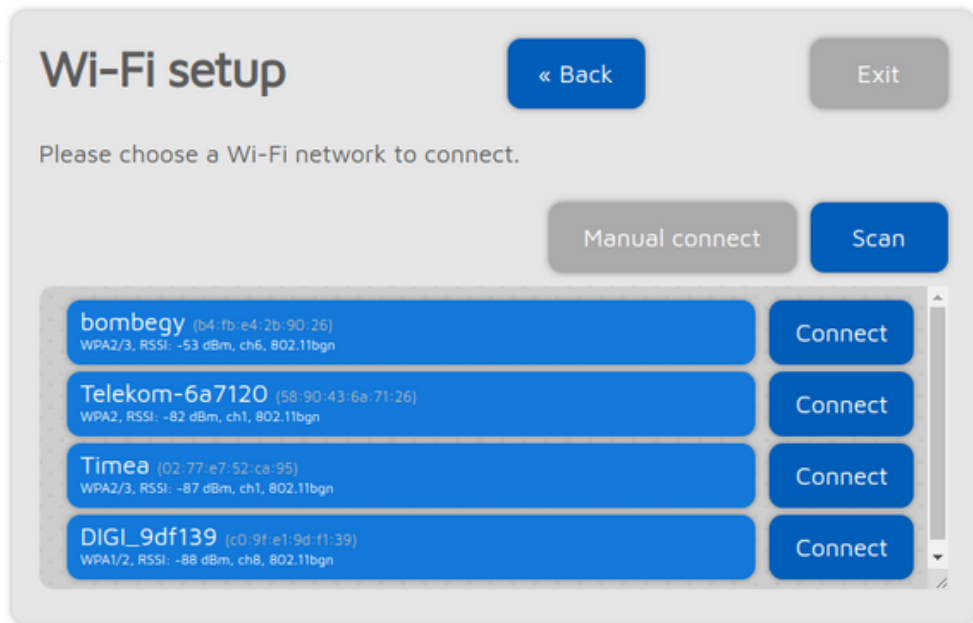 Wi-Fi setup
« Back
Exit
Please choose a Wi-Fi network to connect.
Manual connect
Scan
bombegy (b4:fb:e4:2b:90:26)
WPA2/3, RSSI: -53 dBm, ch6, 802.11bgn
Connect
Telekom-6a7120 (58:90:43:6a:71:26)
WPA2, RSSI: -82 dBm, ch1, 802.11bgn
Connect
Timea (02:77:e7:52:ca:95)
WPA2/3, RSSI: -87 dBm, ch1, 802.11bgn
Connect
DIGI_9df139 (c0:9f:e1:9d:f1:39)
WPA1/2, RSSI: -88 dBm, ch8, 802.11bgn
Connect